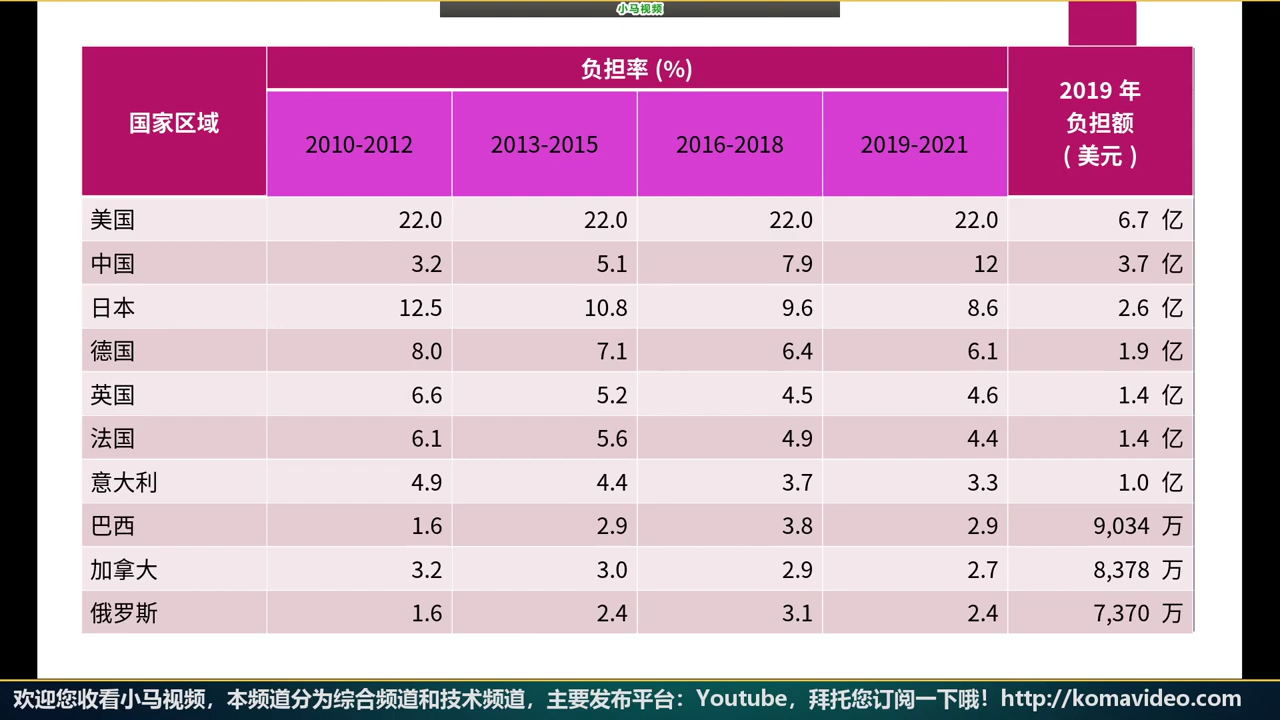 小马视频
国家区域 负担率 (%) 2019 年 负担额 ( 美元 )
2010-2012 2013-2015 2016-2018 2019-2021
美国 22.0 22.0 22.0 22.0 6.7 亿
中国 3.2 5.1 7.9 12 3.7 亿
日本 12.5 10.8 9.6 8.6 2.6 亿
德国 8.0 7.1 6.4 6.1 1.9 亿
英国 6.6 5.2 4.5 4.6 1.4 亿
法国 6.1 5.6 4.9 4.4 1.4 亿
意大利 4.9 4.4 3.7 3.3 1.0 亿
巴西 1.6 2.9 3.8 2.9 9,034 万
加拿大 3.2 3.0 2.9 2.7 8,378 万
俄罗斯 1.6 2.4 3.1 2.4 7,370 万
欢迎您收看小马视频，本频道分为综合频道和技术频道，主要发布平台：Youtube，拜托您订阅一下哦！http://komavideo.com